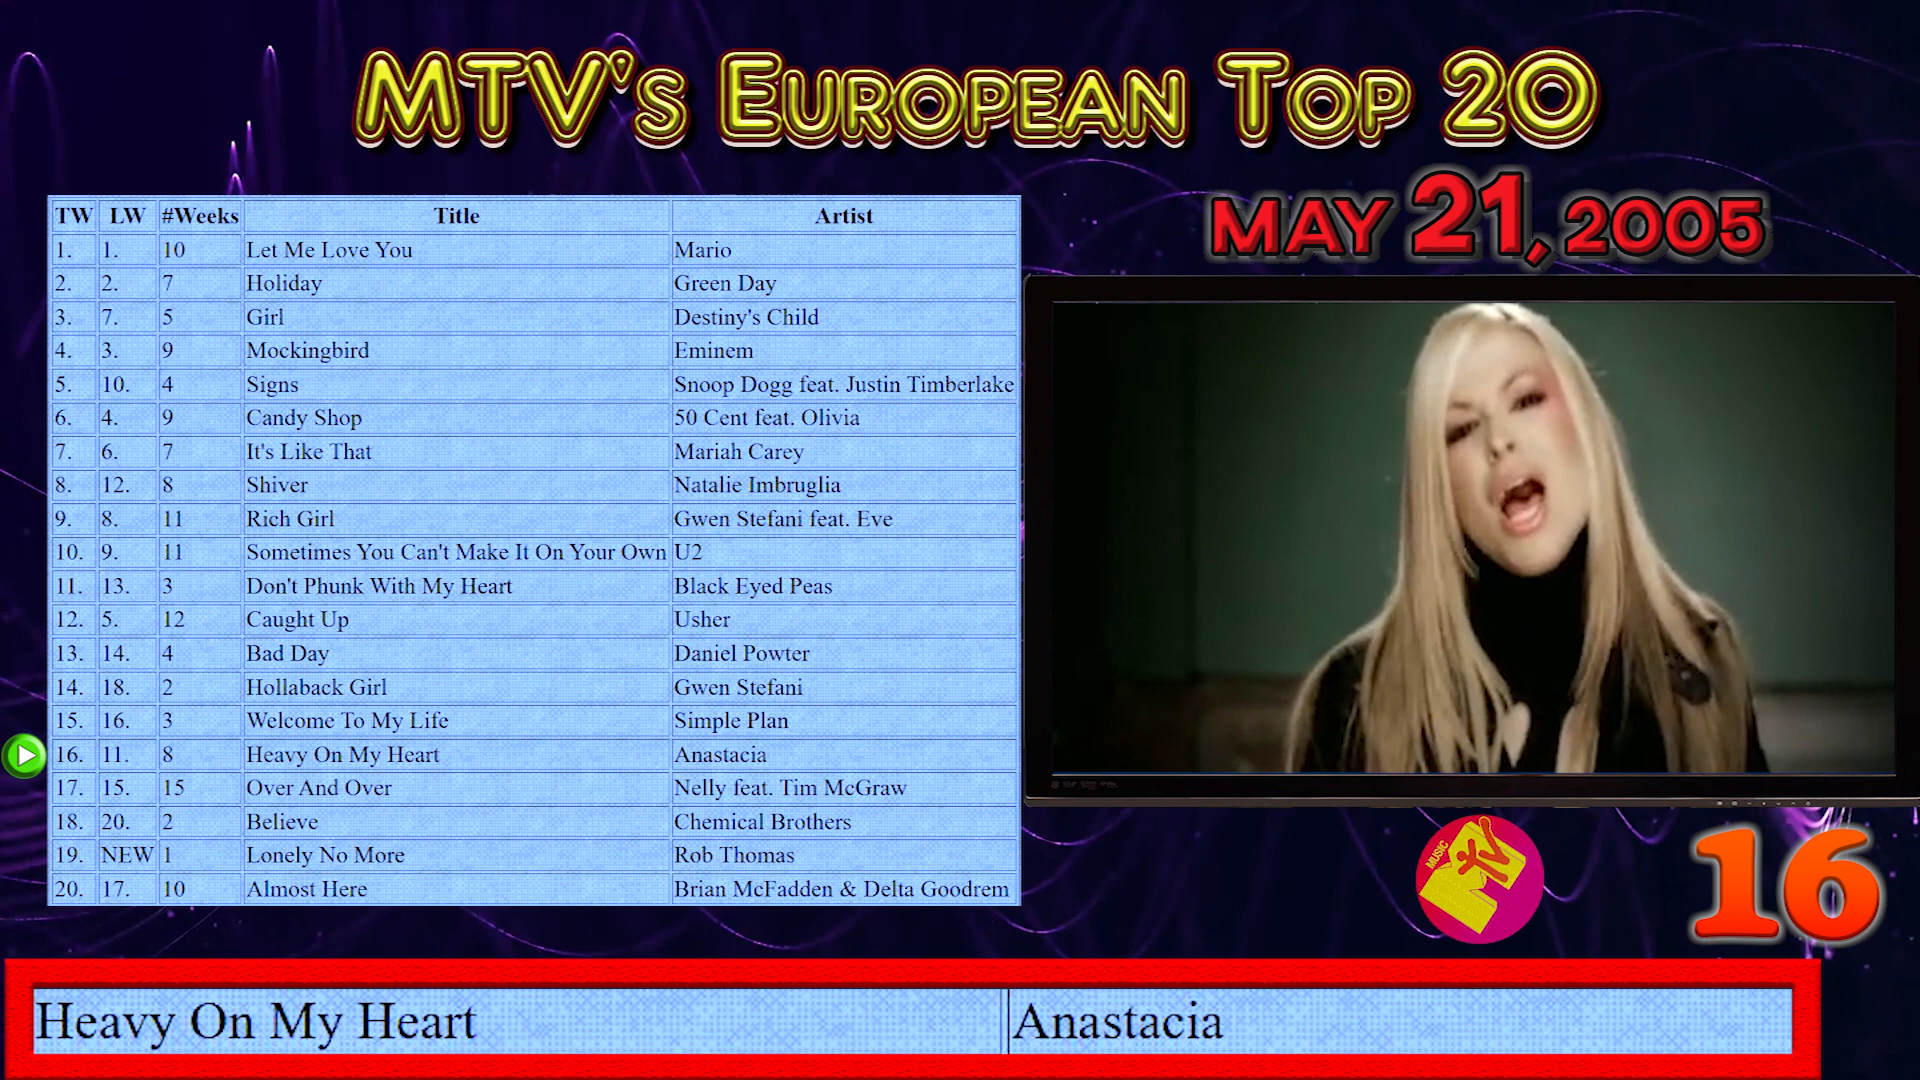 MTV's European Top 20
MAY 21, 2005
TW LW #Weeks Title Artist
1. 1. 10 Let Me Love You Mario
2. 2. 7 Holiday Green Day
3. 7. 5 Girl Destiny's Child
4. 3. 9 Mockingbird Eminem
5. 10. 4 Signs Snoop Dogg feat. Justin Timberlake
6. 4. 9 Candy Shop 50 Cent feat. Olivia
7. 6. 7 It's Like That Mariah Carey
8. 12. 8 Shiver Natalie Imbruglia
9. 8. 11 Rich Girl Gwen Stefani feat. Eve
10. 9. 11 Sometimes You Can't Make It On Your Own U2
11. 13. 3 Don't Phunk With My Heart Black Eyed Peas
12. 5. 12 Caught Up Usher
13. 14. 4 Bad Day Daniel Powter
14. 18. 2 Hollaback Girl Gwen Stefani
15. 16. 3 Welcome To My Life Simple Plan
16. 11. 8 Heavy On My Heart Anastacia
17. 15. 15 Over And Over Nelly feat. Tim McGraw
18. 20. 2 Believe Chemical Brothers
19. NEW 1 Lonely No More Rob Thomas
20. 17. 10 Almost Here Brian McFadden & Delta Goodrem
MUSIC MTV
16
Heavy On My Heart Anastacia